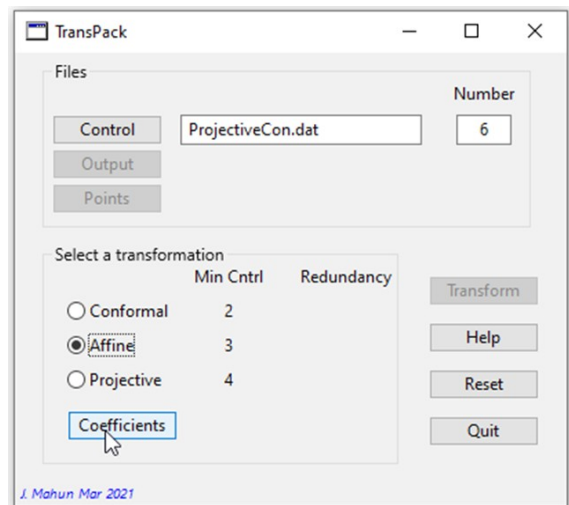 TransPack
Files
Number
Control ProjectiveCon.dat 6
Output
Points
Select a transformation
Min Cntrl Redundancy
Transform
Conformal 2
Help
Affine 3
Projective 4
Reset
Coefficients
Quit
J. Mahun Mar 2021